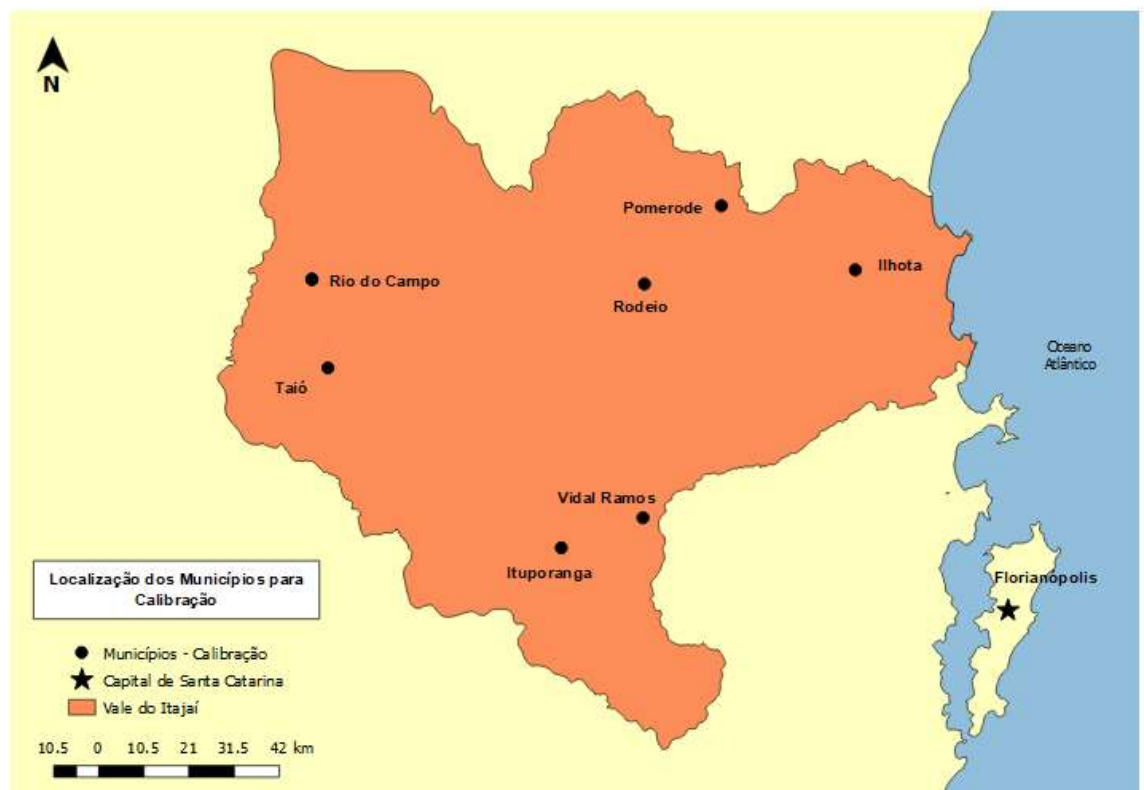 N
Pomerode
Ilhota
Rio do Campo
Rodeio
Oceano
Atlântico
Taió
Vidal Ramos
Ituporanga
Florianópolis
Localização dos Municípios para
Calibração
Municípios - Calibração
Capital de Santa Catarina
Vale do Itajaí
10.5 0 10.5 21 31.5 42 km